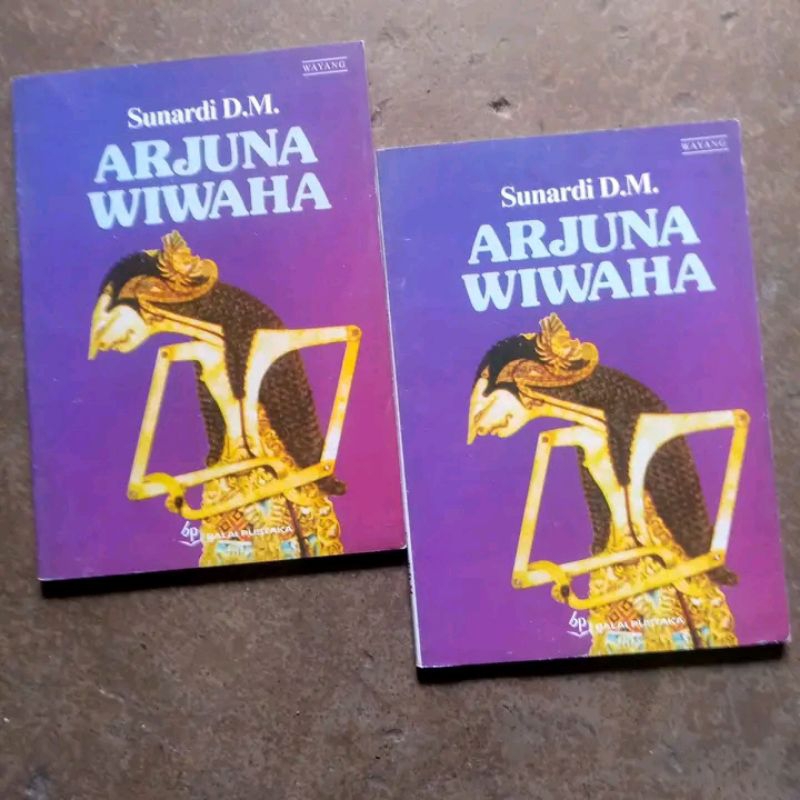 WAYANG
Sunardi D.M.
ARJUNA
WIWAHA
bp BALAI PUSTAKA
WAYANG
Sunardi D.M.
ARJUNA
WIWAHA
bp BALAI PUSTAKA